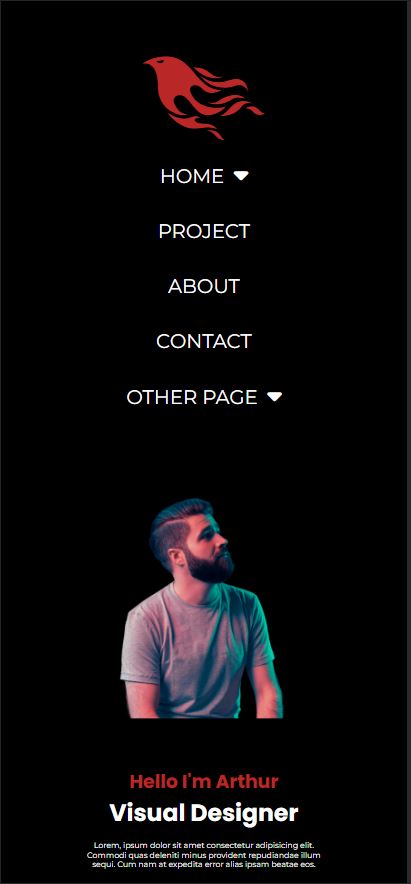 HOME
PROJECT
ABOUT
CONTACT
OTHER PAGE
Hello I'm Arthur
Visual Designer
Lorem, ipsum dolor sit amet consectetur adipisicing elit.
Commodi quas deleniti minus provident repudiandae illum
sequi. Cum nam at expedita error alias ipsam beatae eos.